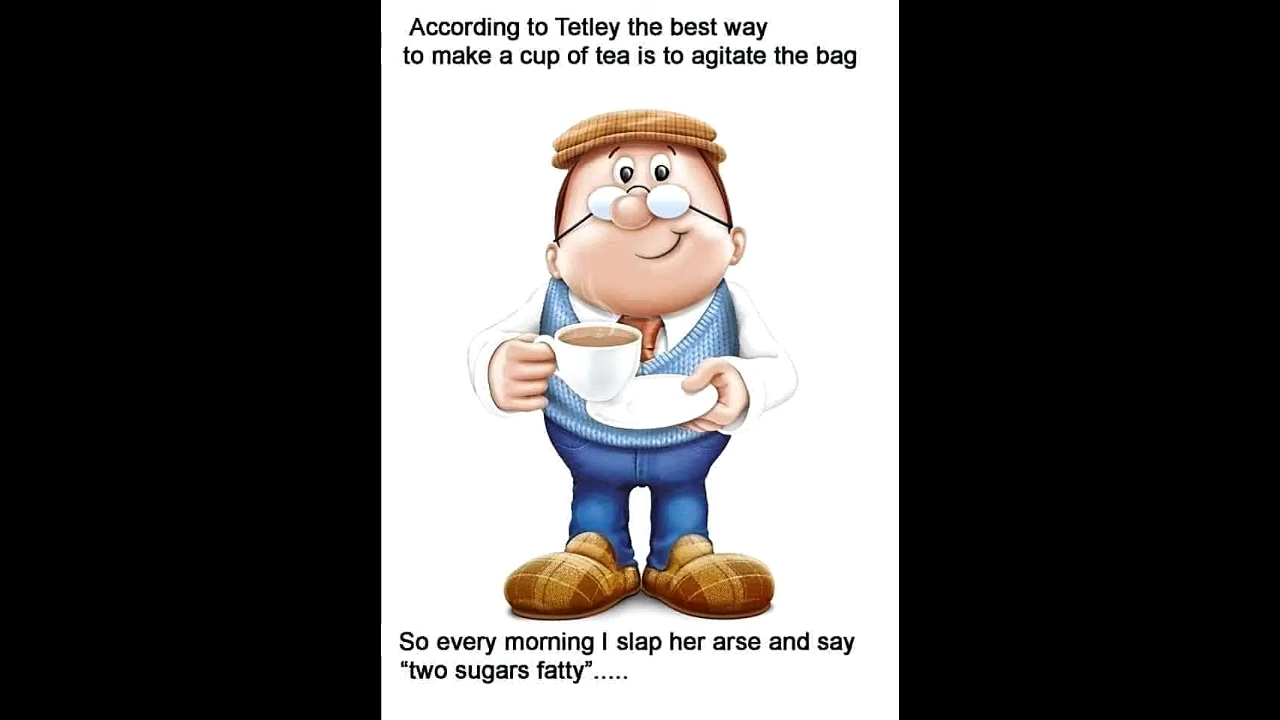 According to Tetley the best way
to make a cup of tea is to agitate the bag
So every morning I slap her arse and say
“two sugars fatty”.....